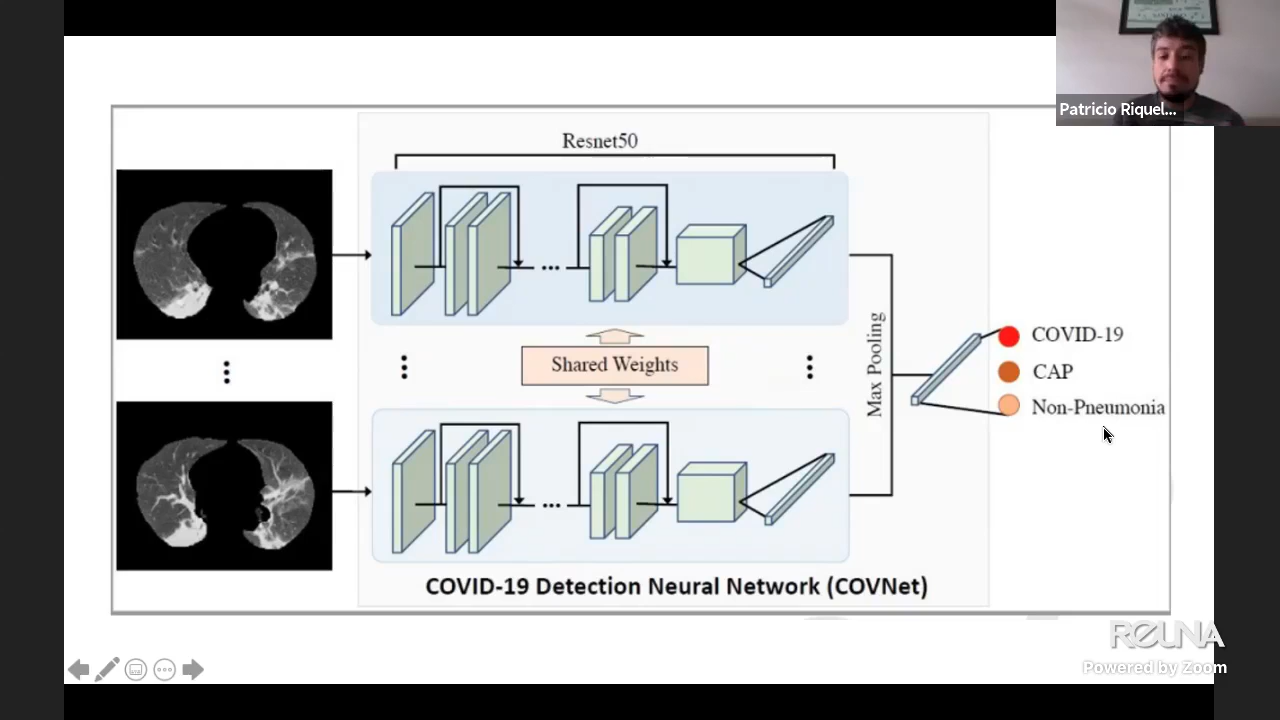 Patricio Riquel...
Resnet50
Shared Weights
Max Pooling
COVID-19
CAP
Non-Pneumonia
COVID-19 Detection Neural Network (COVNet)
REUNA
Powered by Zoom